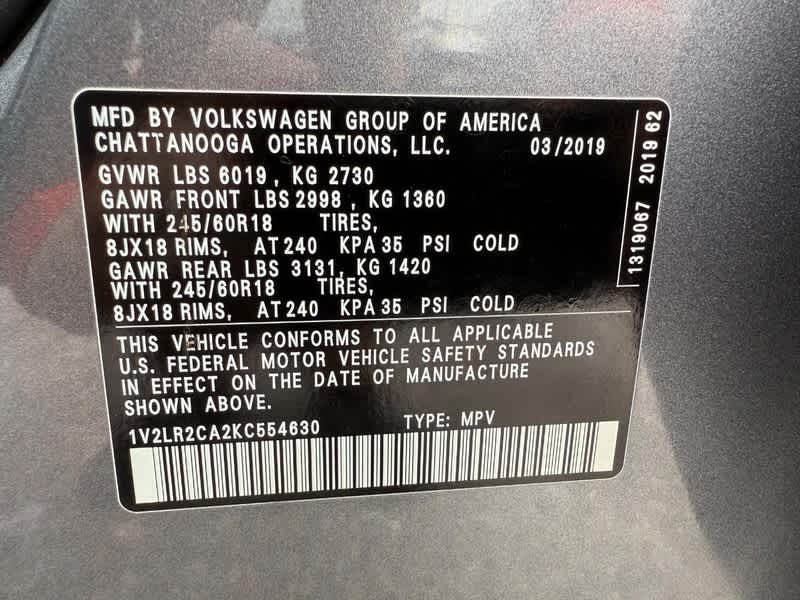 MFD BY VOLKSWAGEN GROUP OF AMERICA
CHATTANOOGA OPERATIONS, LLC. 03/2019
GVWR LBS 6019, KG 2730
GAWR FRONT LBS 2998, KG 1360
WITH 245/60R18 TIRES,
8JX18 RIMS, AT 240 KPA 35 PSI COLD
GAWR REAR LBS 3131, KG 1420
WITH 245/60R18 TIRES,
8JX18 RIMS, AT 240 KPA 35 PSI COLD
THIS VEHICLE CONFORMS TO ALL APPLICABLE
U.S. FEDERAL MOTOR VEHICLE SAFETY STANDARDS
IN EFFECT ON THE DATE OF MANUFACTURE
SHOWN ABOVE.
1V2LR2CA2KC554630 TYPE: MPV
1319067 2019 62